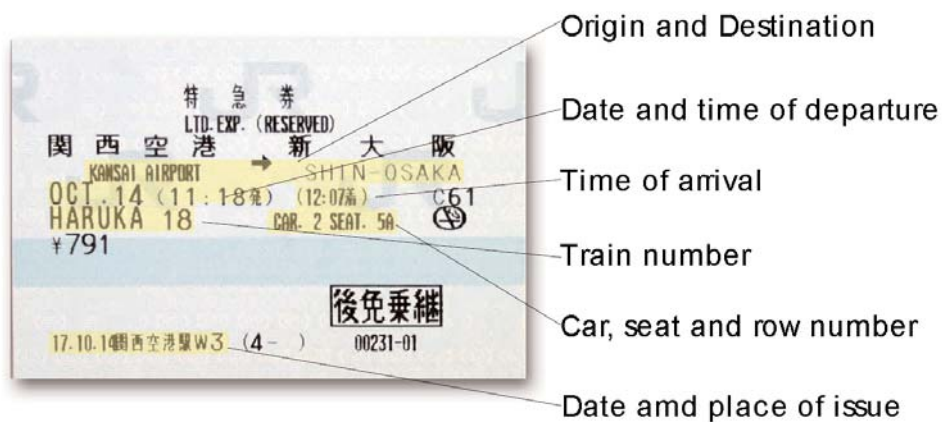 Origin and Destination
特 急 券
LTD. EXP. (RESERVED)
Date and time of departure
関 西 空 港 → 新 大 阪
KANSAI AIRPORT SHIN-OSAKA
Time of arrival
OCT. 14 (11:18発) (12:07着) C61
HARUKA 18 CAR. 2 SEAT. 5A
¥791
Train number
後免乗継
Car, seat and row number
17.10.14関西空港駅W3 (4- ) 00231-01
Date amd place of issue